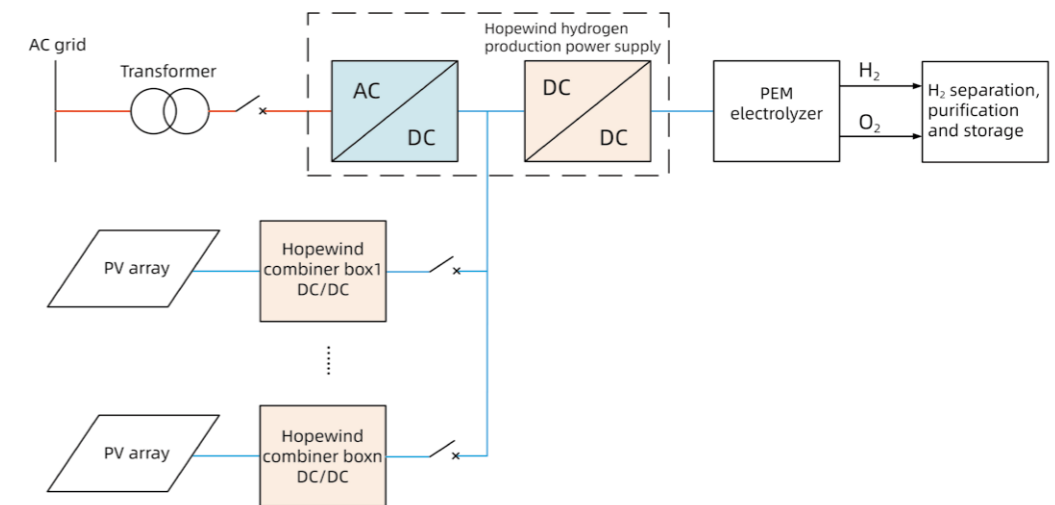 Hopewind hydrogen
production power supply
AC grid
Transformer
AC
DC
DC
DC
PEM
electrolyzer
H₂
O₂
H₂ separation,
purification
and storage
PV array
Hopewind
combiner box1
DC/DC
PV array
Hopewind
combiner boxn
DC/DC